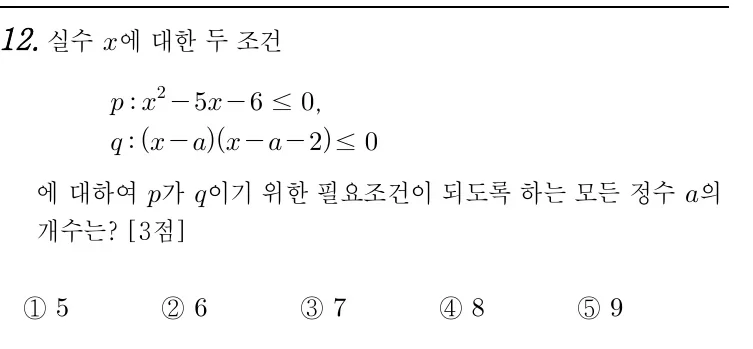 12. 실수 x에 대한 두 조건
p : x² − 5x − 6 ≤ 0,
q : (x − a)(x − a − 2) ≤ 0
에 대하여 p가 q이기 위한 필요조건이 되도록 하는 모든 정수 a의
개수는? [3점]
① 5 ② 6 ③ 7 ④ 8 ⑤ 9